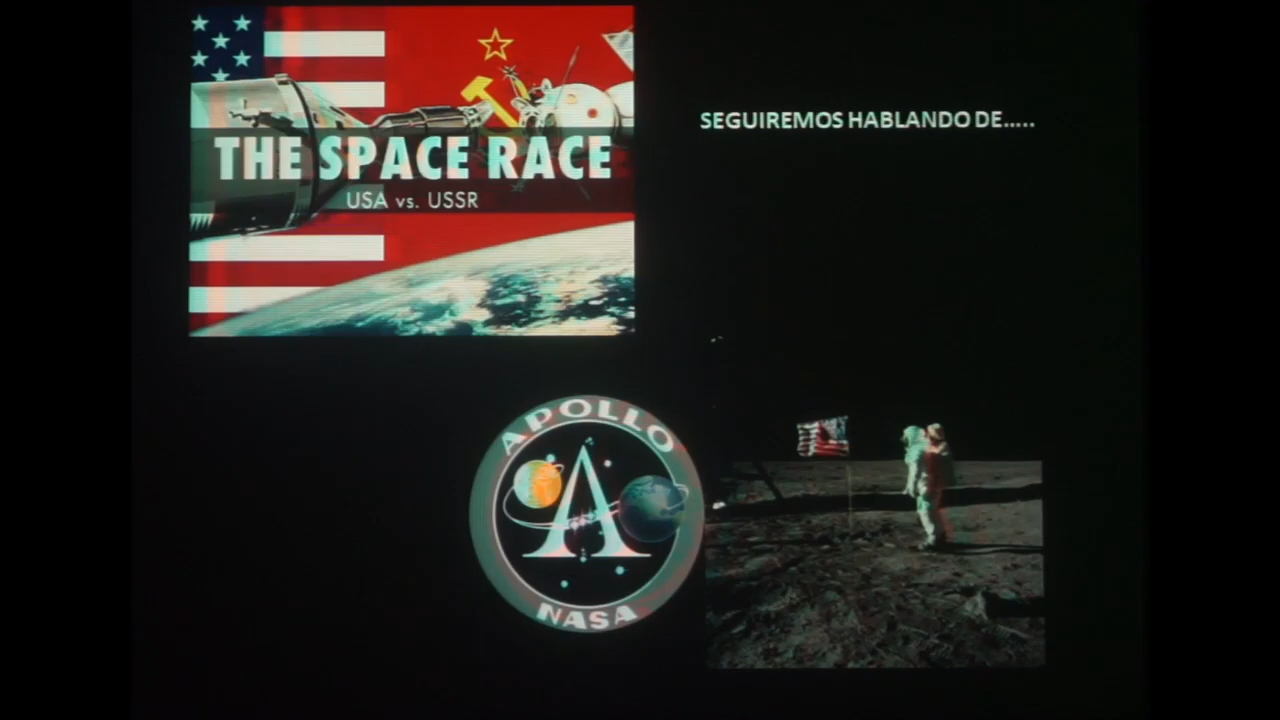 THE SPACE RACE
USA vs. USSR
SEGUIREMOS HABLANDO DE.....
APOLLO
NASA